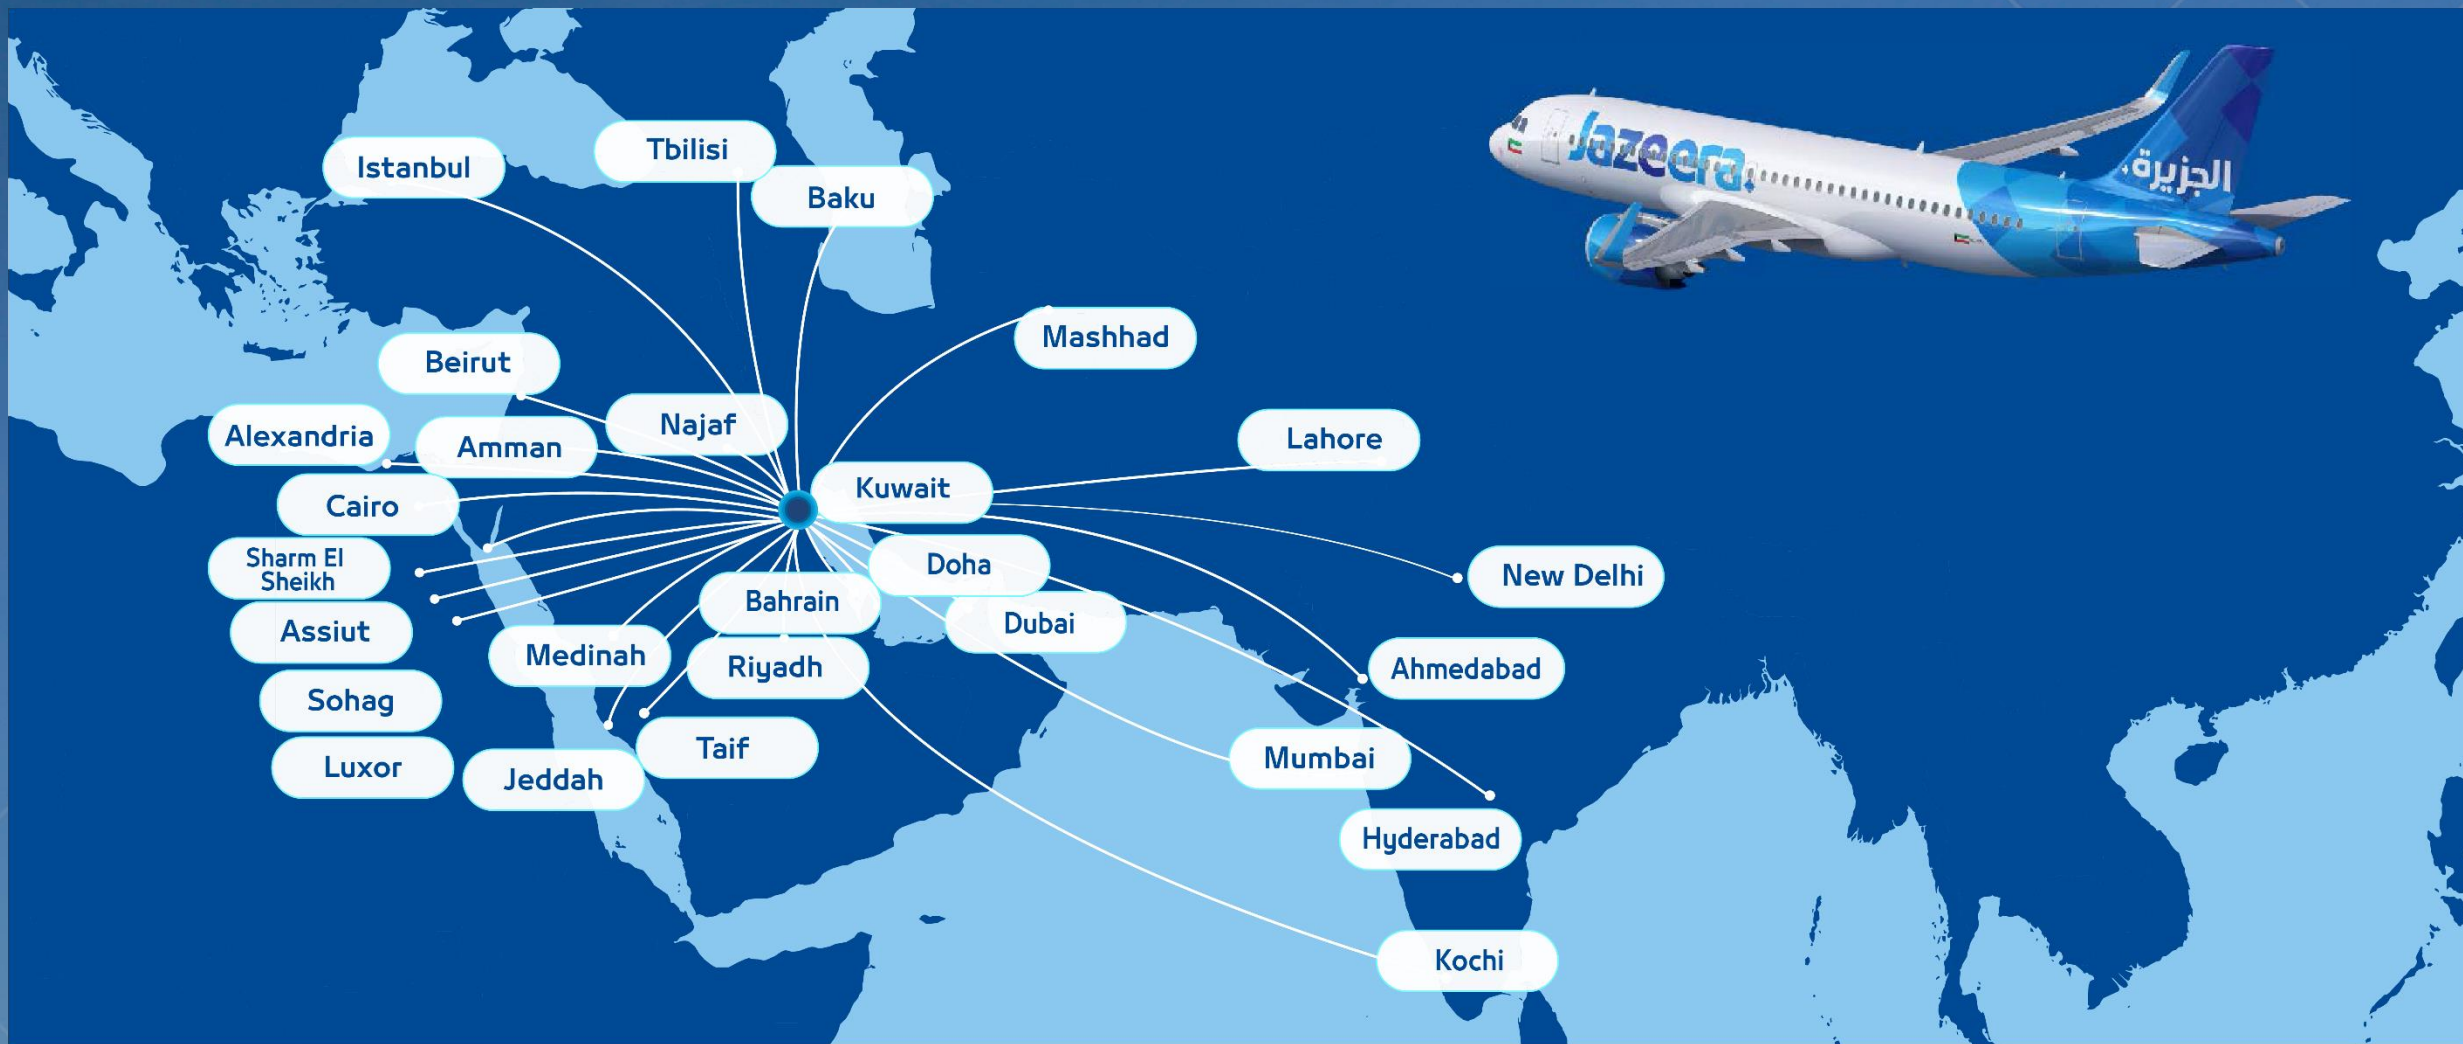 Jazeera
الجزيرة
Istanbul
Tbilisi
Baku
Mashhad
Beirut
Najaf
Alexandria
Amman
Lahore
Kuwait
Cairo
Sharm El
Sheikh
Doha
New Delhi
Bahrain
Assiut
Dubai
Medinah
Riyadh
Ahmedabad
Sohag
Taif
Mumbai
Luxor
Jeddah
Hyderabad
Kochi